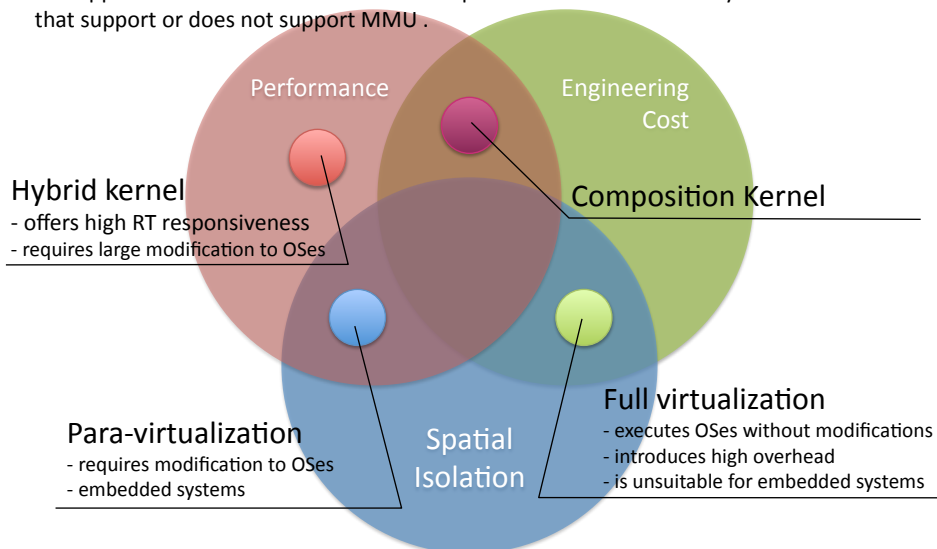 that support or does not support MMU .
Performance
Engineering
Cost
Hybrid kernel
- offers high RT responsiveness
- requires large modification to OSes
Composition Kernel
Para-virtualization
- requires modification to OSes
- embedded systems
Spatial
Isolation
Full virtualization
- executes OSes without modifications
- introduces high overhead
- is unsuitable for embedded systems